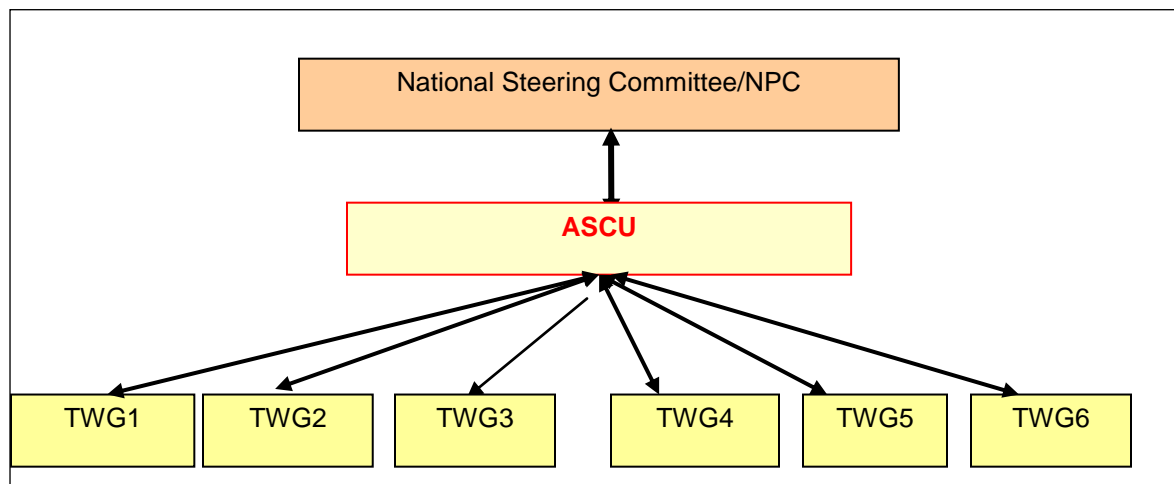 National Steering Committee/NPC
ASCU
TWG1
TWG2
TWG3
TWG4
TWG5
TWG6